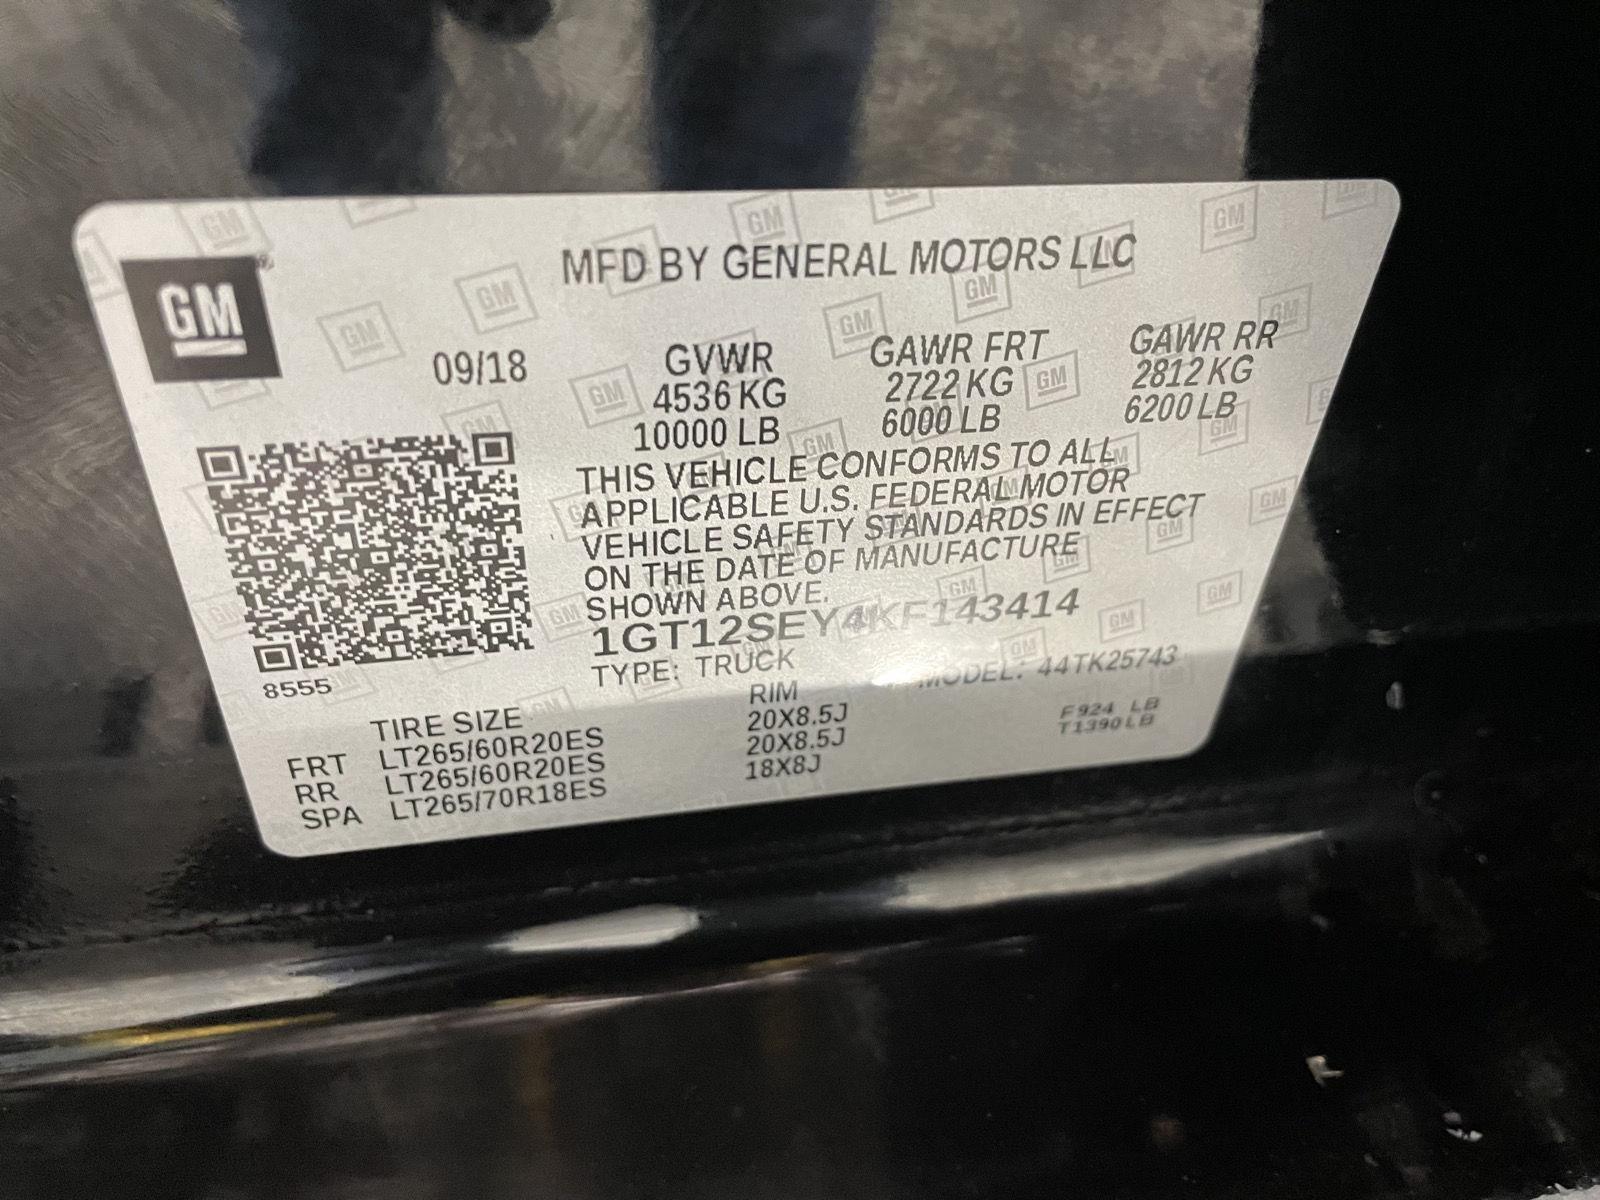 GM
MFD BY GENERAL MOTORS LLC
09/18
GVWR GAWR FRT GAWR RR
4536 KG 2722 KG 2812 KG
10000 LB 6000 LB 6200 LB
THIS VEHICLE CONFORMS TO ALL
APPLICABLE U.S. FEDERAL MOTOR
VEHICLE SAFETY STANDARDS IN EFFECT
ON THE DATE OF MANUFACTURE
SHOWN ABOVE.
1GT12SEY4KF143414
TYPE: TRUCK MODEL: 44TK25743
8555
TIRE SIZE RIM
FRT LT265/60R20ES 20X8.5J F924 LB
RR LT265/60R20ES 20X8.5J T1390LB
SPA LT265/70R18ES 18X8J